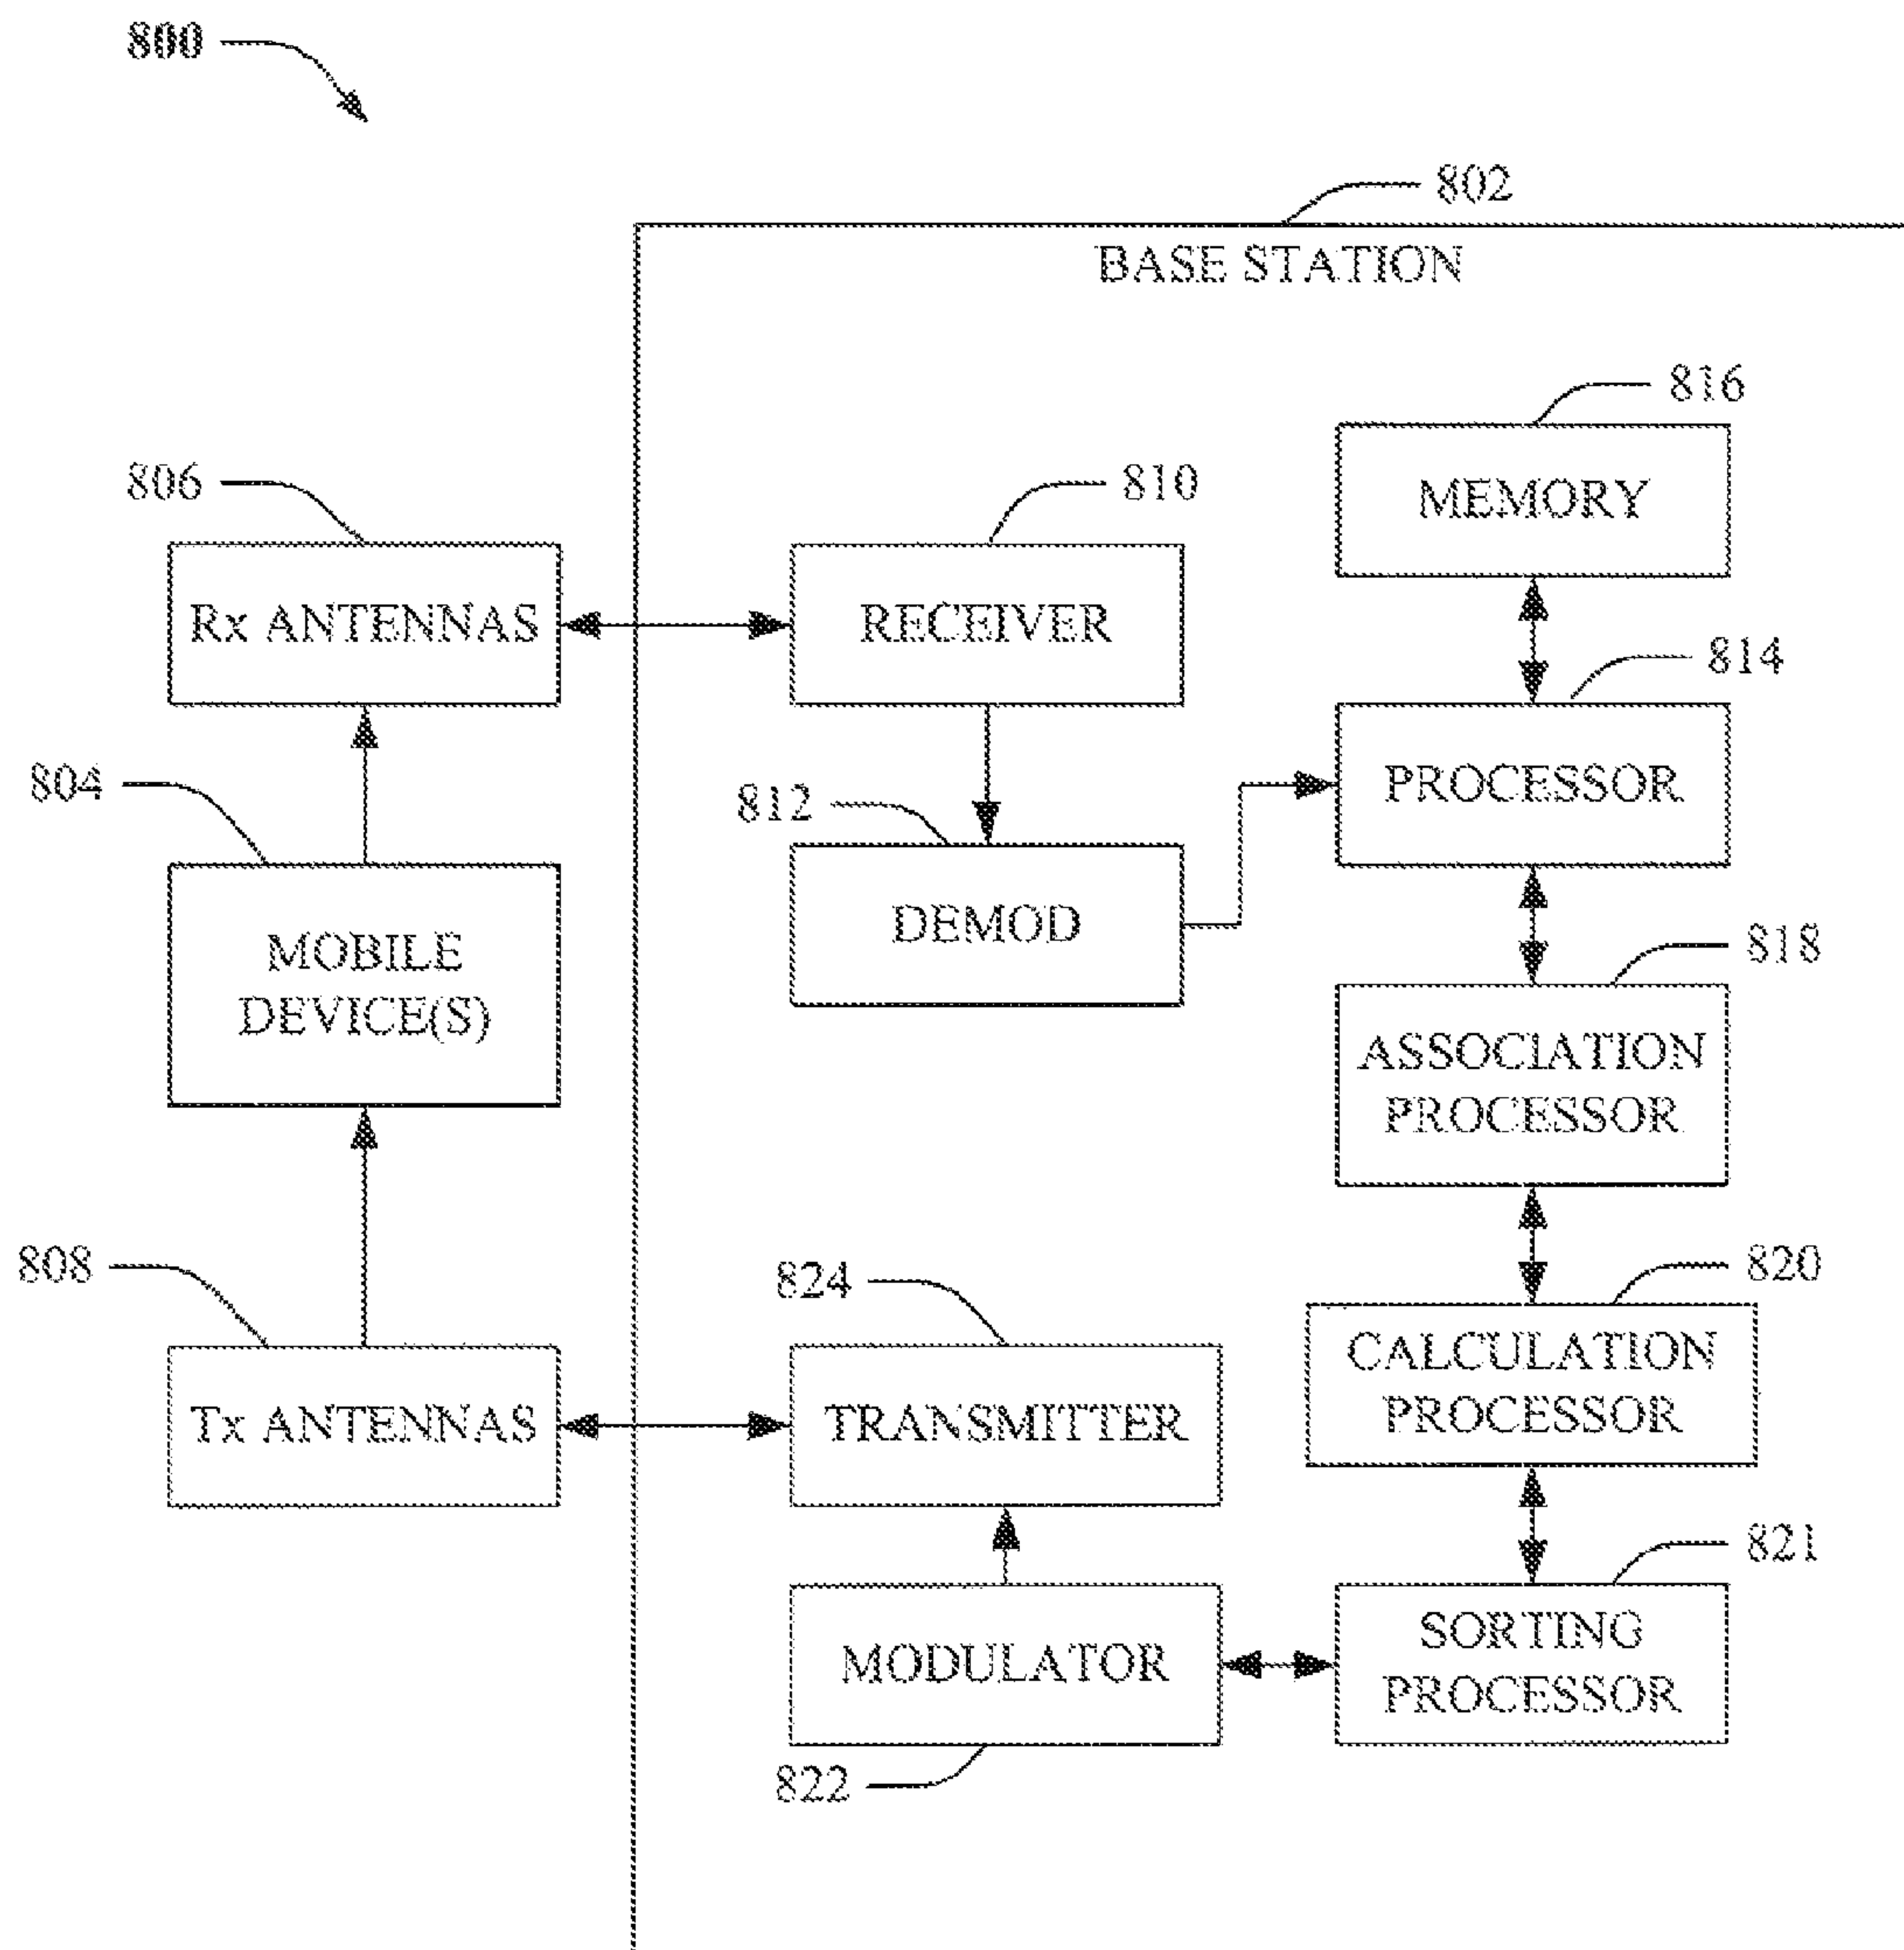 800
802
BASE STATION
816
MEMORY
806
810
Rx ANTENNAS
RECEIVER
814
PROCESSOR
804
812
MOBILE
DEVICE(S)
DEMOD
818
ASSOCIATION
PROCESSOR
808
824
820
Tx ANTENNAS
TRANSMITTER
CALCULATION
PROCESSOR
821
MODULATOR
SORTING
PROCESSOR
822